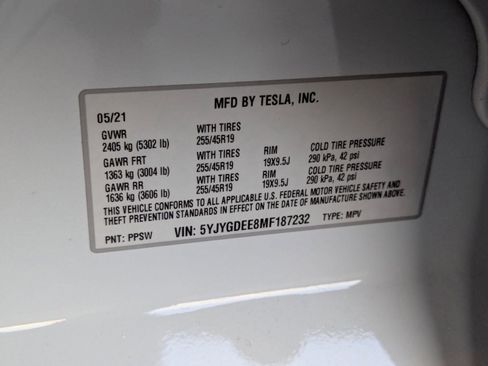 MFD BY TESLA, INC.
05/21
GVWR WITH TIRES
2405 kg (5302 lb) 255/45R19
GAWR FRT WITH TIRES RIM COLD TIRE PRESSURE
1363 kg (3004 lb) 255/45R19 19X9.5J 290 kPa, 42 psi
GAWR RR WITH TIRES RIM COLD TIRE PRESSURE
1636 kg (3606 lb) 255/45R19 19X9.5J 290 kPa, 42 psi
THIS VEHICLE CONFORMS TO ALL APPLICABLE U.S. FEDERAL MOTOR VEHICLE SAFETY AND
THEFT PREVENTION STANDARDS IN EFFECT ON THE DATE OF MANUFACTURE SHOWN ABOVE.
PNT: PPSW VIN: 5YJYGDEE8MF187232 TYPE: MPV